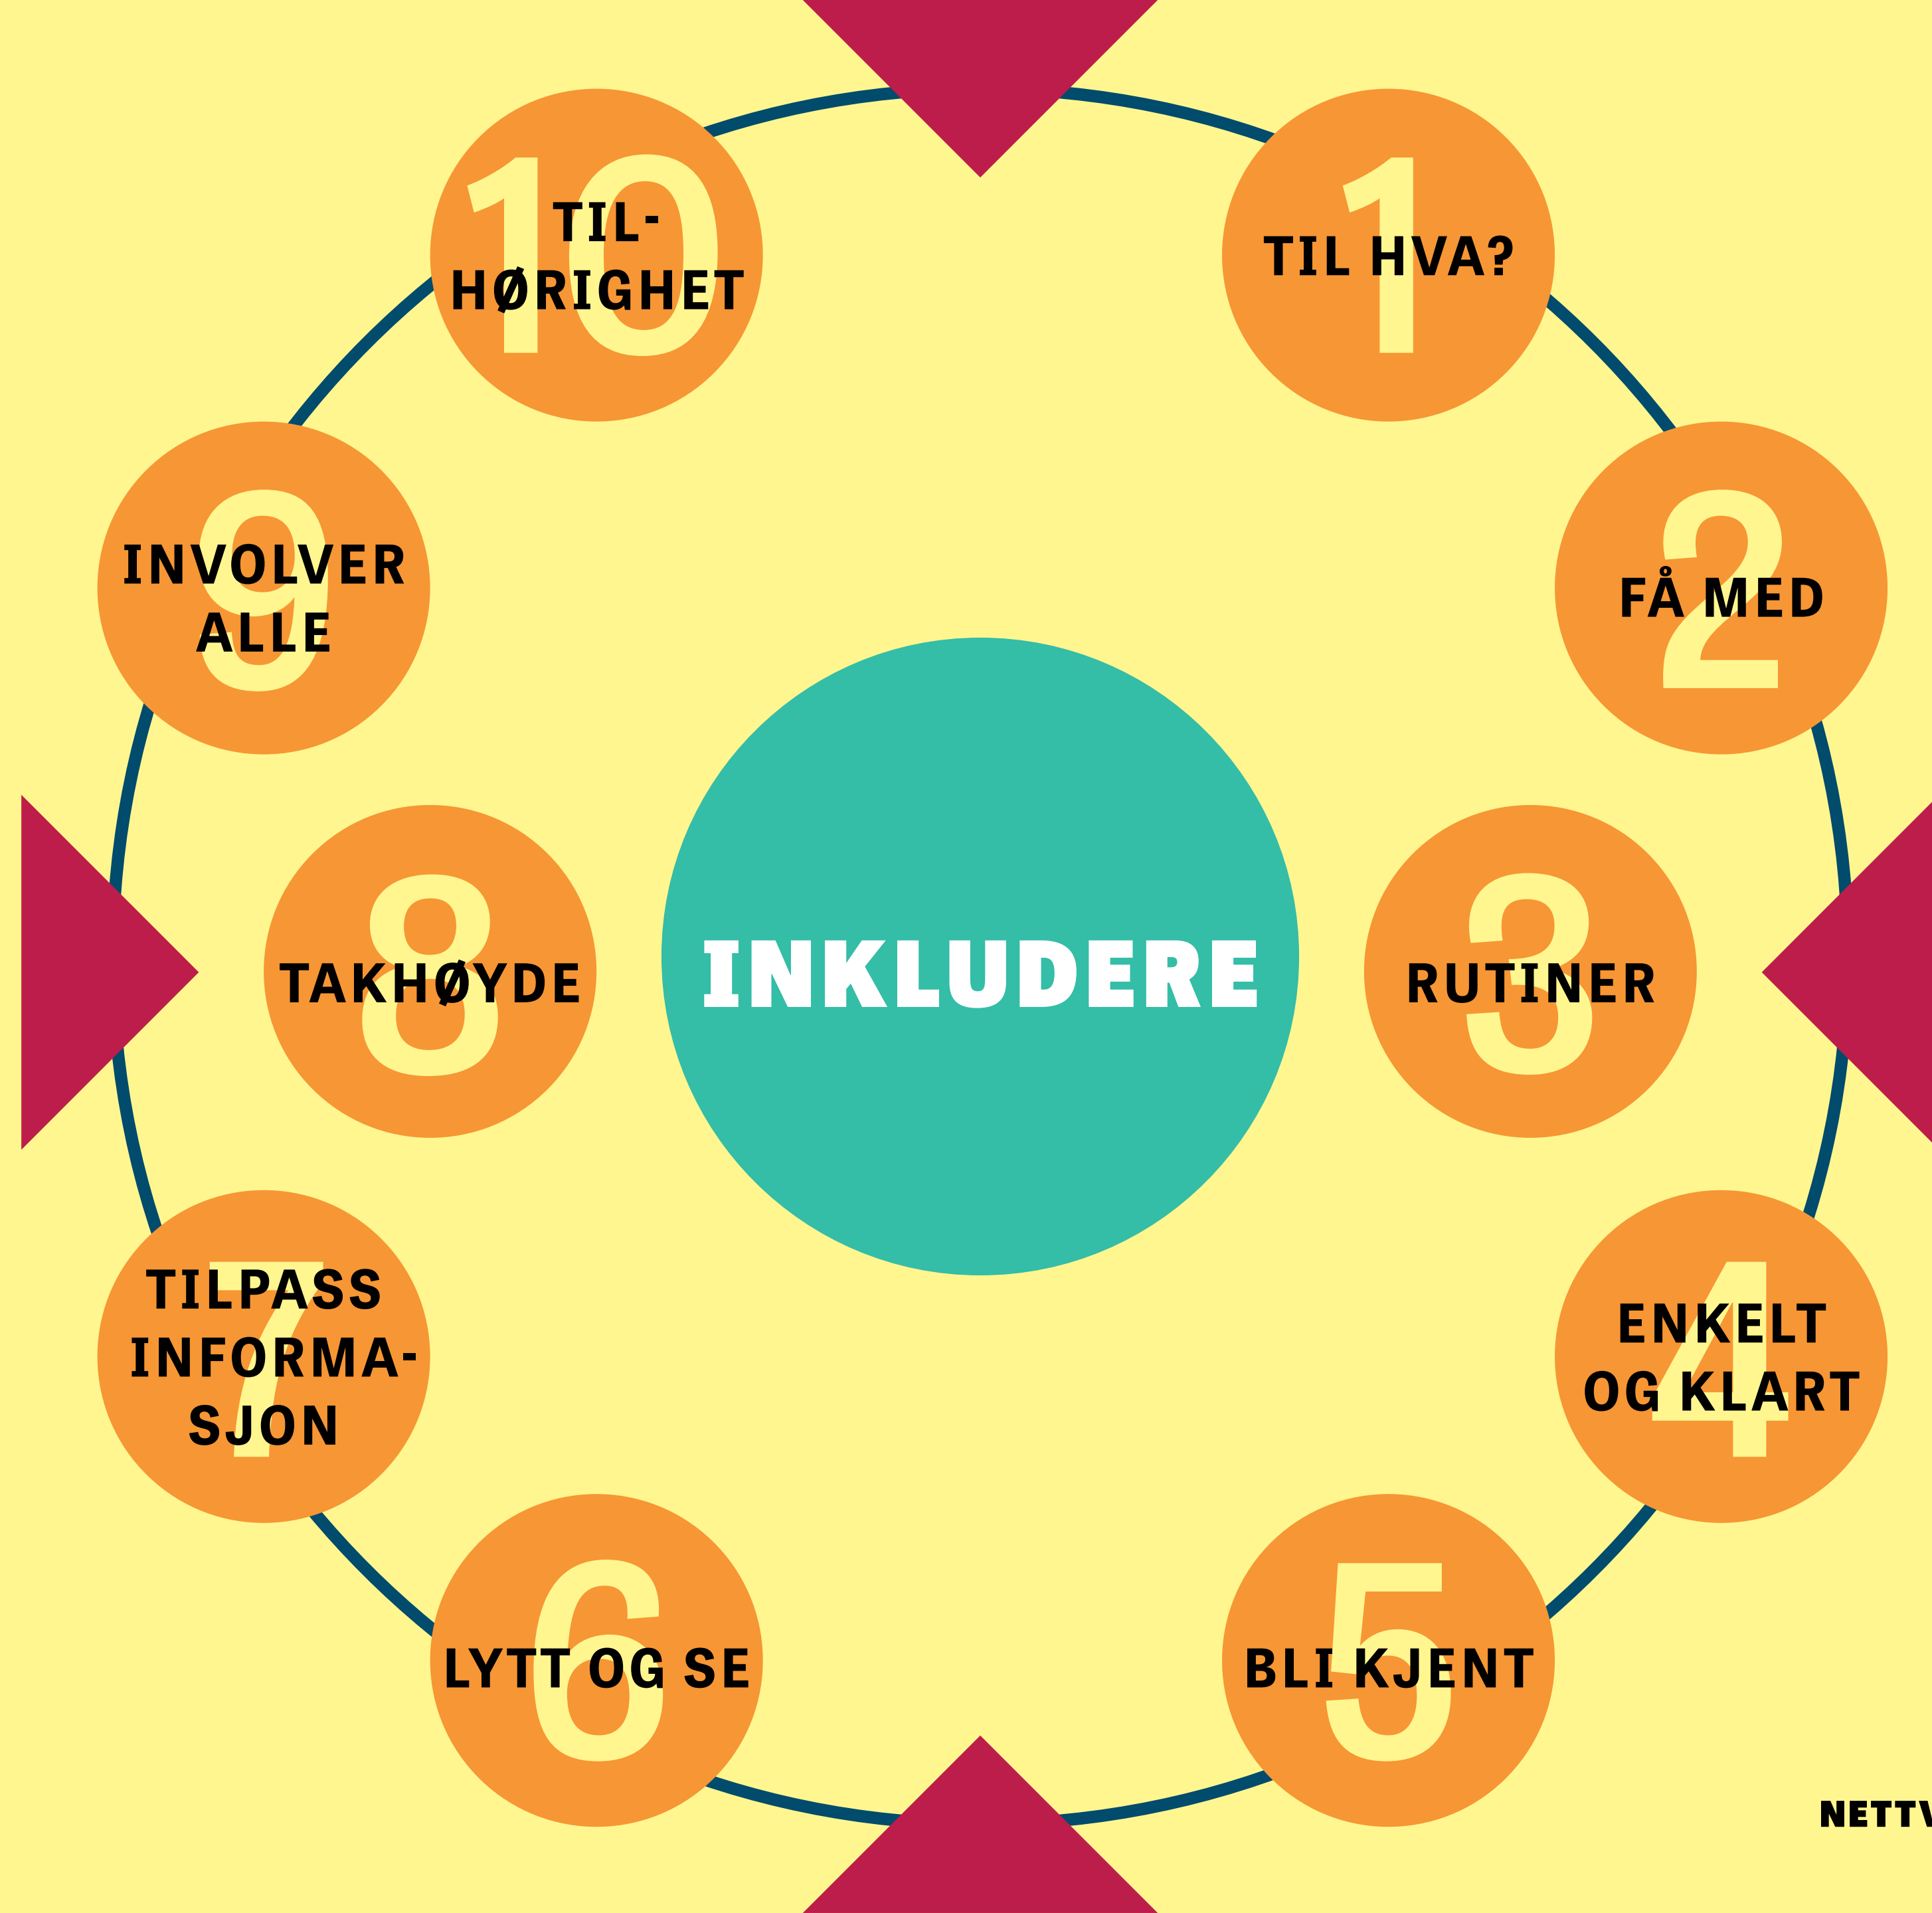 INKLUDERE
1
TIL HVA?
2
FÅ MED
3
RUTINER
4
ENKELT
OG KLART
5
BLI KJENT
6
LYTT OG SE
7
TILPASS
INFORMA-
SJON
8
TAKHØYDE
9
INVOLVER
ALLE
10
TIL-
HØRIGHET